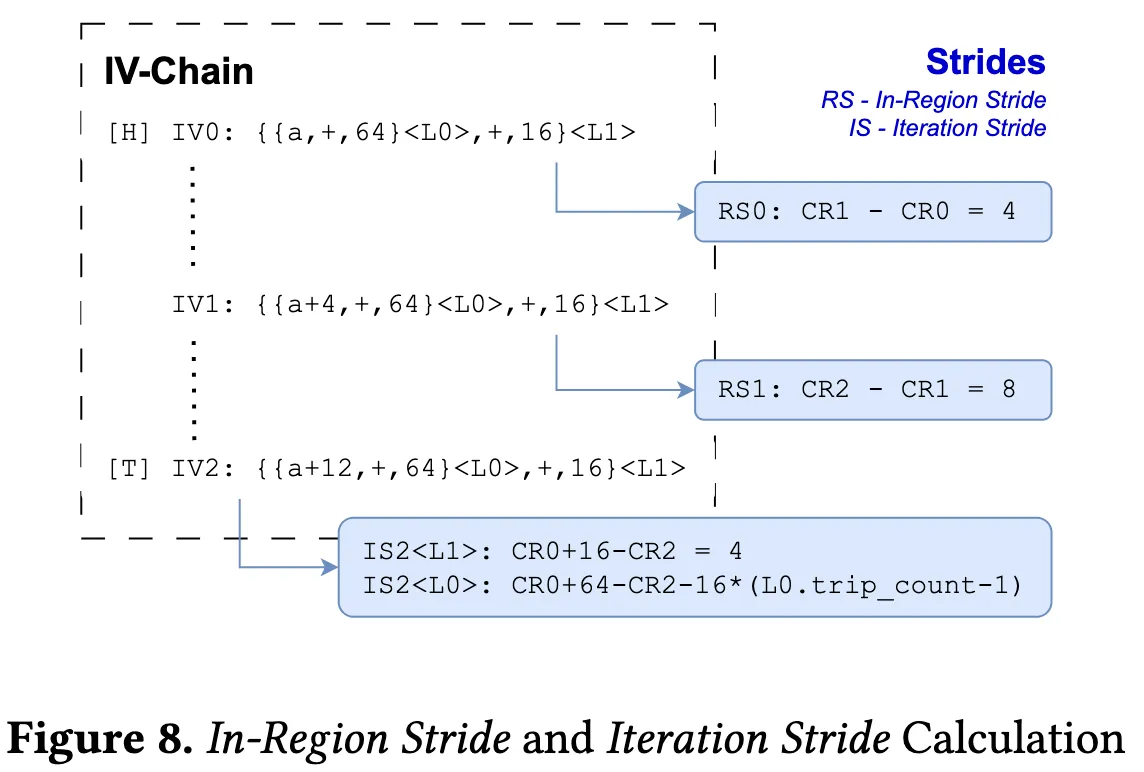 IV-Chain
Strides
RS - In-Region Stride
IS - Iteration Stride
[H] IV0: {{a,+,64}<L0>,+,16}<L1>
RS0: CR1 - CR0 = 4
IV1: {{a+4,+,64}<L0>,+,16}<L1>
RS1: CR2 - CR1 = 8
[T] IV2: {{a+12,+,64}<L0>,+,16}<L1>
IS2<L1>: CR0+16-CR2 = 4
IS2<L0>: CR0+64-CR2-16*(L0.trip_count-1)
Figure 8. In-Region Stride and Iteration Stride Calculation